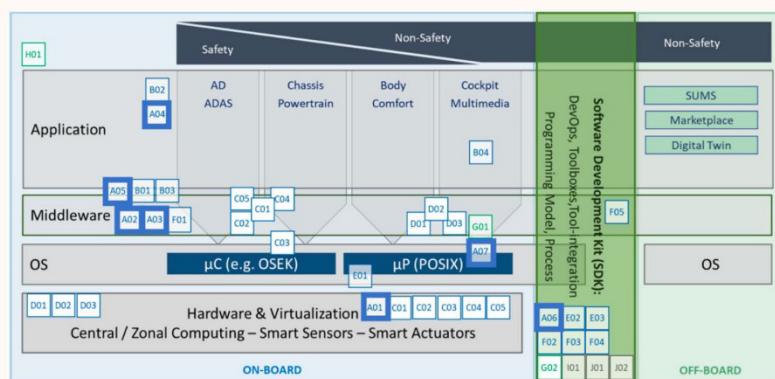 Safety
Non-Safety
Non-Safety
H01
B02
A04
Application
AD
ADAS
Chassis
Powertrain
Body
Comfort
Cockpit
Multimedia
B04
SUMS
Marketplace
Digital Twin
Software Development Kit (SDK):
DevOps, Toolboxes,Tool-Integration
Programming Model, Process
A05 B01 B03
Middleware
A02 A03 F01
C05 C04
C01
C02
C03
D02
D01 D03
G01
F05
A07
OS
µC (e.g. OSEK)
µP (POSIX)
E01
OS
D01 D02 D03
Hardware & Virtualization
A01 C01 C02 C03 C04 C05
Central / Zonal Computing – Smart Sensors – Smart Actuators
A06 E02 E03
F02 F03 F04
G02 I01 J01 J02
ON-BOARD
OFF-BOARD